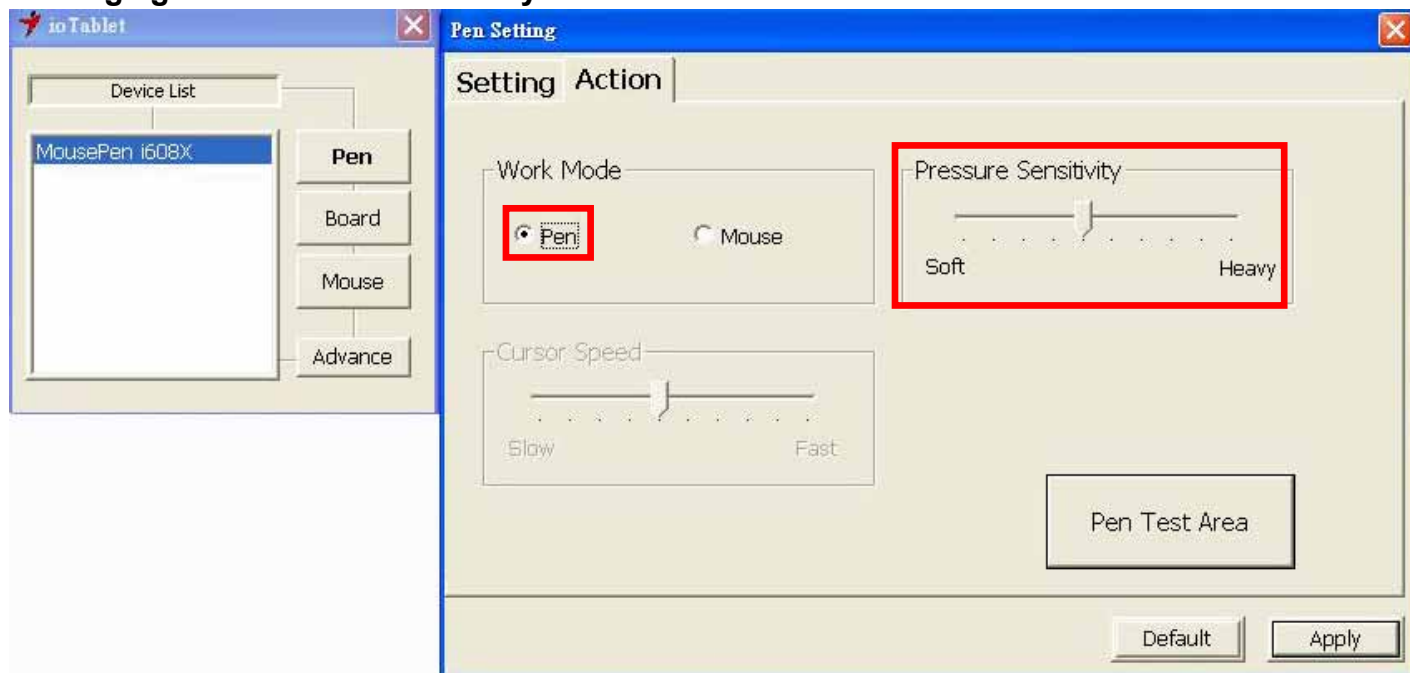 ioTablet
Device List
MousePen i608X
Pen
Board
Mouse
Advance
Pen Setting
Setting Action
Work Mode
Pen Mouse
Pressure Sensitivity
Soft Heavy
Cursor Speed
Slow Fast
Pen Test Area
Default Apply